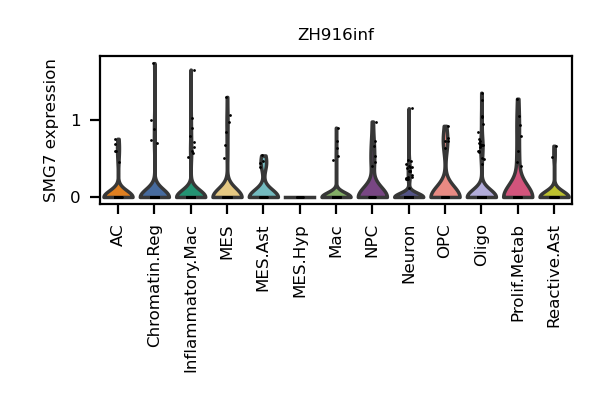 ZH916inf
SMG7 expression
1
0
AC
Chromatin.Reg
Inflammatory.Mac
MES
MES.Ast
MES.Hyp
Mac
NPC
Neuron
OPC
Oligo
Prolif.Metab
Reactive.Ast